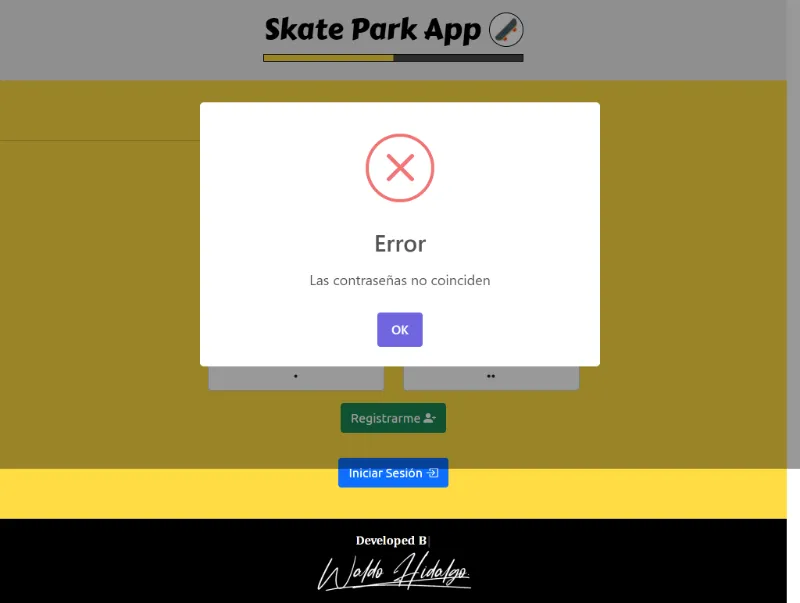 Skate Park App
Error
Las contraseñas no coinciden
OK
Registrarme
Iniciar Sesión
Developed B
Waldo Hidalgo